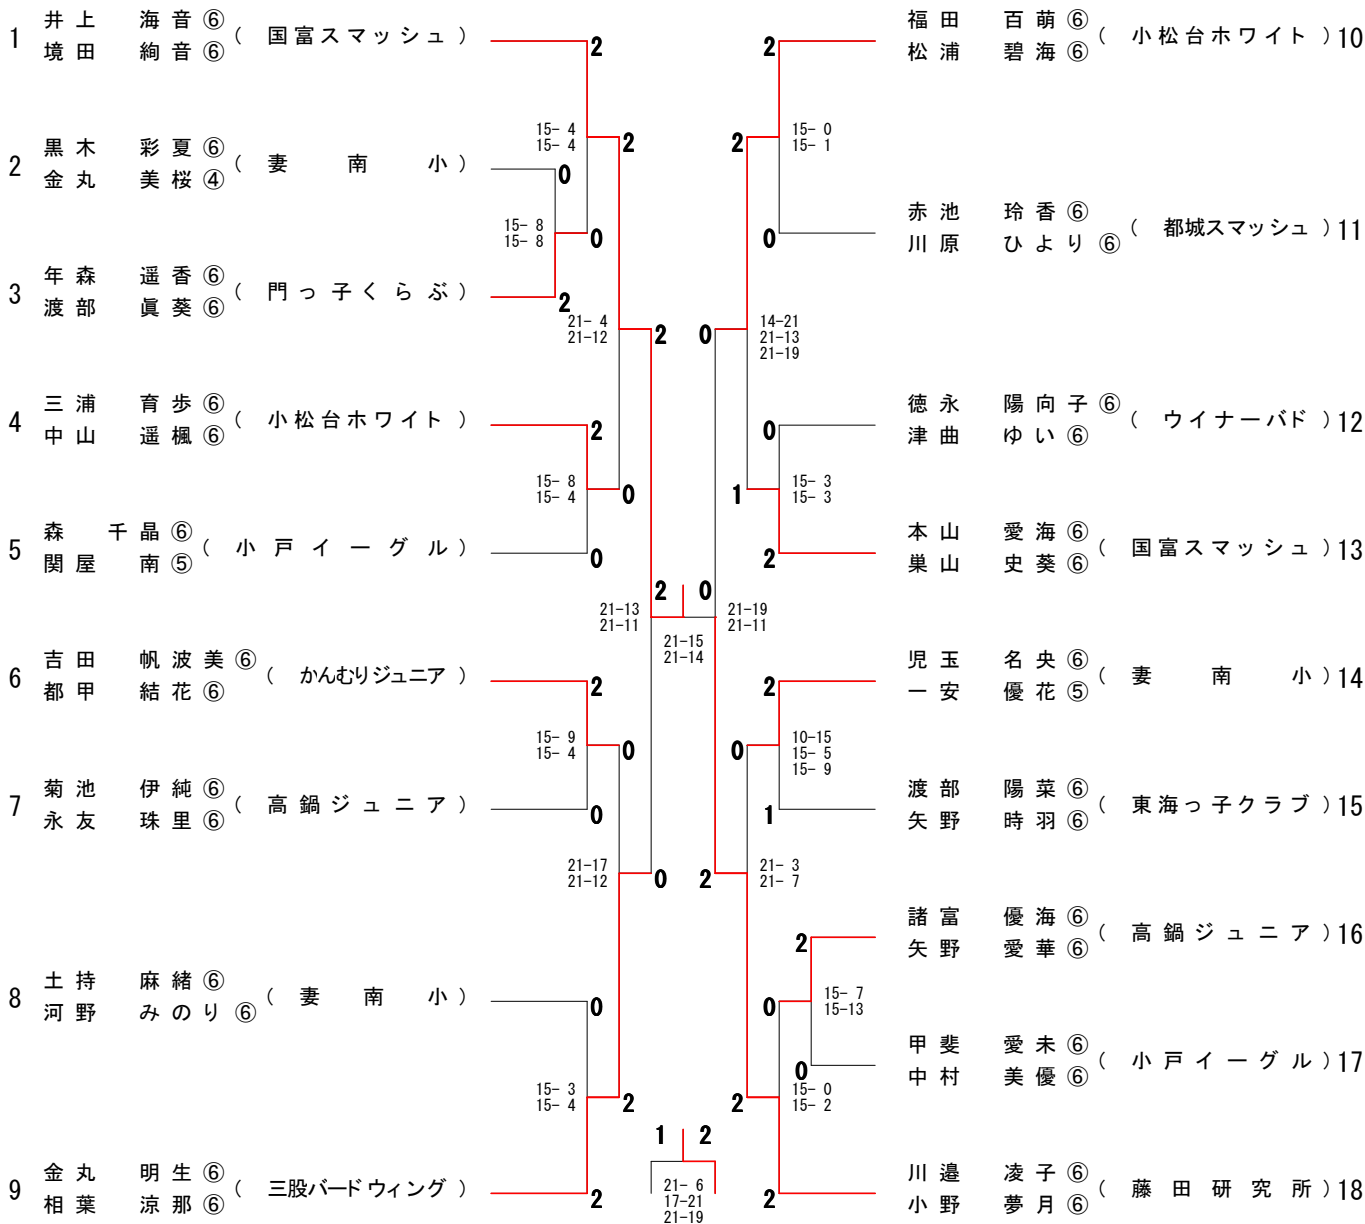 1 井上 海音⑥ ( 国富スマッシュ )
境田 絢音⑥
2 黒木 彩夏⑥ ( 妻南小 )
金丸 美桜④
3 年森 遥香⑥ ( 門っ子くらぶ )
渡部 眞葵⑥
4 三浦 育歩⑥ ( 小松台ホワイト )
中山 遥楓⑥
5 森 千晶⑥ ( 小戸イーグル )
関屋 南⑤
6 吉田 帆波美⑥ ( かんむりジュニア )
都甲 結花⑥
7 菊池 伊純⑥ ( 高鍋ジュニア )
永友 珠里⑥
8 土持 麻緒⑥ ( 妻南小 )
河野 みのり⑥
9 金丸 明生⑥ ( 三股バードウィング )
相葉 涼那⑥
2
15- 4
15- 4
2
0
15- 8
15- 8
0
2
21- 4
21-12
2
2
15- 8
15- 4
0
0
2 0
21-13
21-11
21-15
21-14
2
15- 9
15- 4
0
0
21-17
21-12
0
0
15- 3
15- 4
2
2
1 2
21- 6
17-21
21-19
2
2
15- 0
15- 1
0
0
14-21
21-13
21-19
0
1
15- 3
15- 3
2
21-19
21-11
2
0
10-15
15- 5
15- 9
1
2
21- 3
21- 7
2
0
15- 7
15-13
0
2
15- 0
15- 2
2
福田 百萌⑥ ( 小松台ホワイト ) 10
松浦 碧海⑥
赤池 玲香⑥ ( 都城スマッシュ ) 11
川原 ひより⑥
徳永 陽向子⑥ ( ウイナーバド ) 12
津曲 ゆい⑥
本山 愛海⑥ ( 国富スマッシュ ) 13
巣山 史葵⑥
児玉 名央⑥ ( 妻南小 ) 14
一安 優花⑤
渡部 陽菜⑥ ( 東海っ子クラブ ) 15
矢野 時羽⑥
諸富 優海⑥ ( 高鍋ジュニア ) 16
矢野 愛華⑥
甲斐 愛未⑥ ( 小戸イーグル ) 17
中村 美優⑥
川邉 凌子⑥ ( 藤田研究所 ) 18
小野 夢月⑥